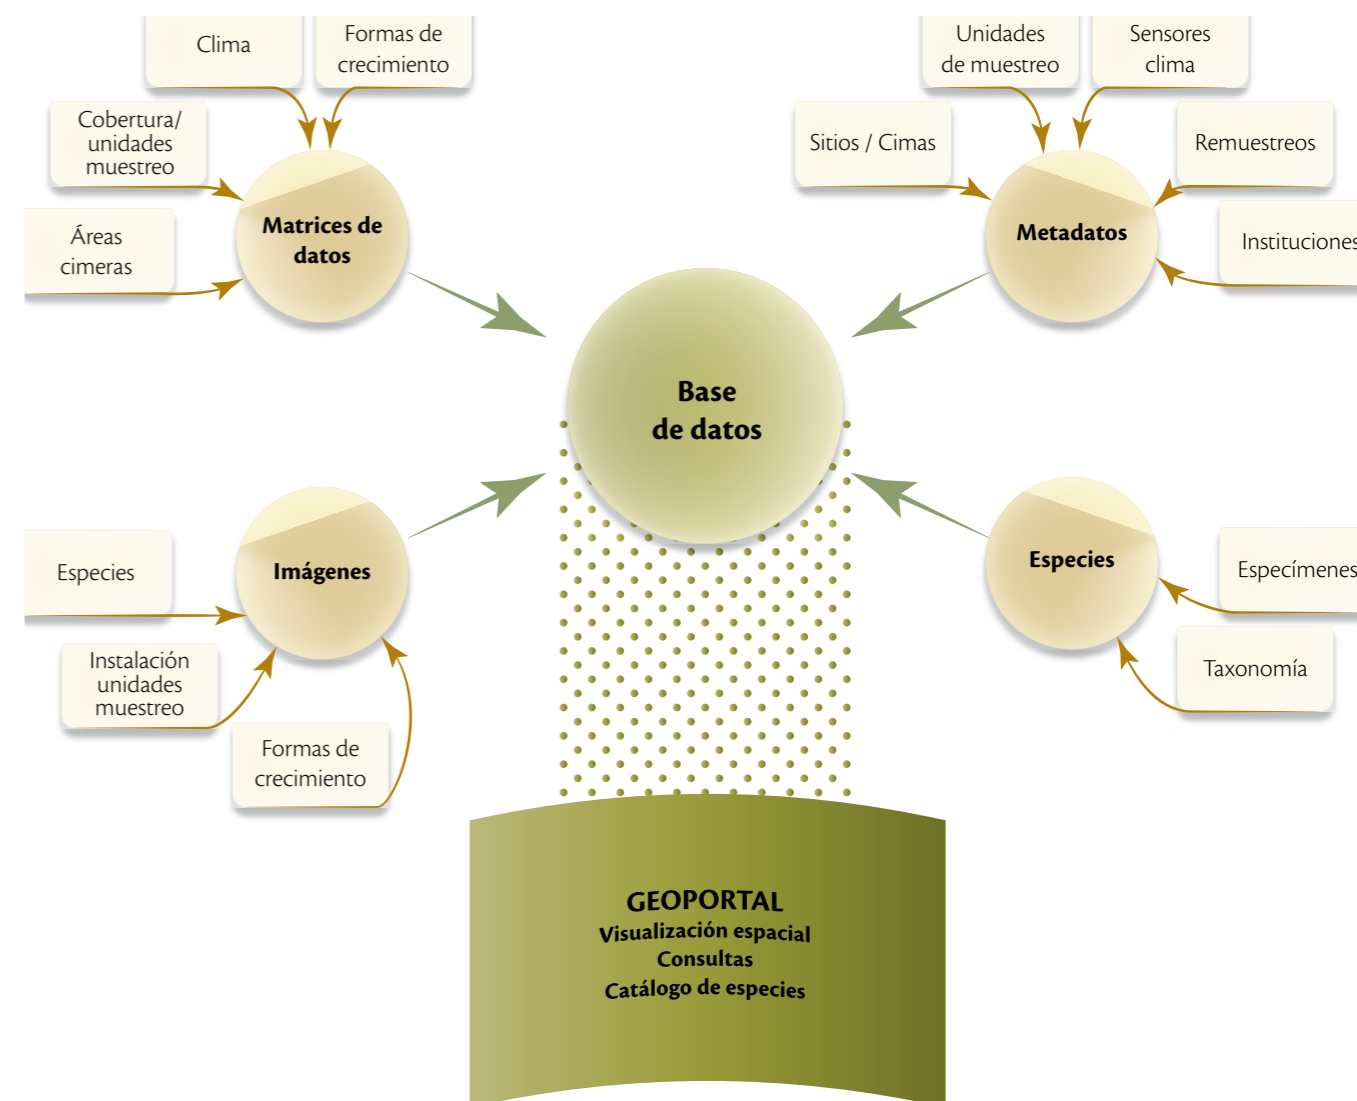 Clima
Formas de
crecimiento
Cobertura/
unidades
muestreo
Áreas
cimeras
Matrices de
datos
Unidades
de muestreo
Sensores
clima
Sitios / Cimas
Remuestreos
Instituciones
Metadatos
Base
de datos
Especies
Imágenes
Instalación
unidades
muestreo
Formas de
crecimiento
Especies
Especímenes
Taxonomía
GEOPORTAL
Visualización espacial
Consultas
Catálogo de especies